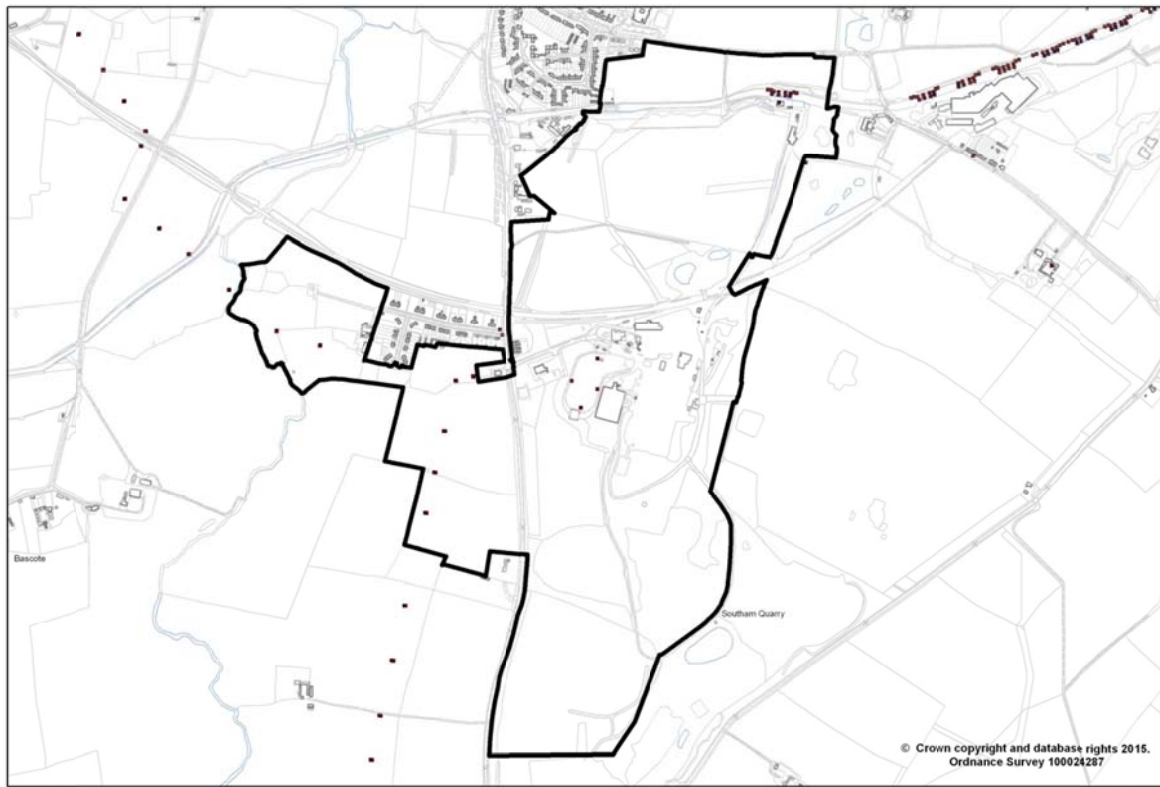 Bascote
Southam Quarry
© Crown copyright and database rights 2015.
Ordnance Survey 100024287